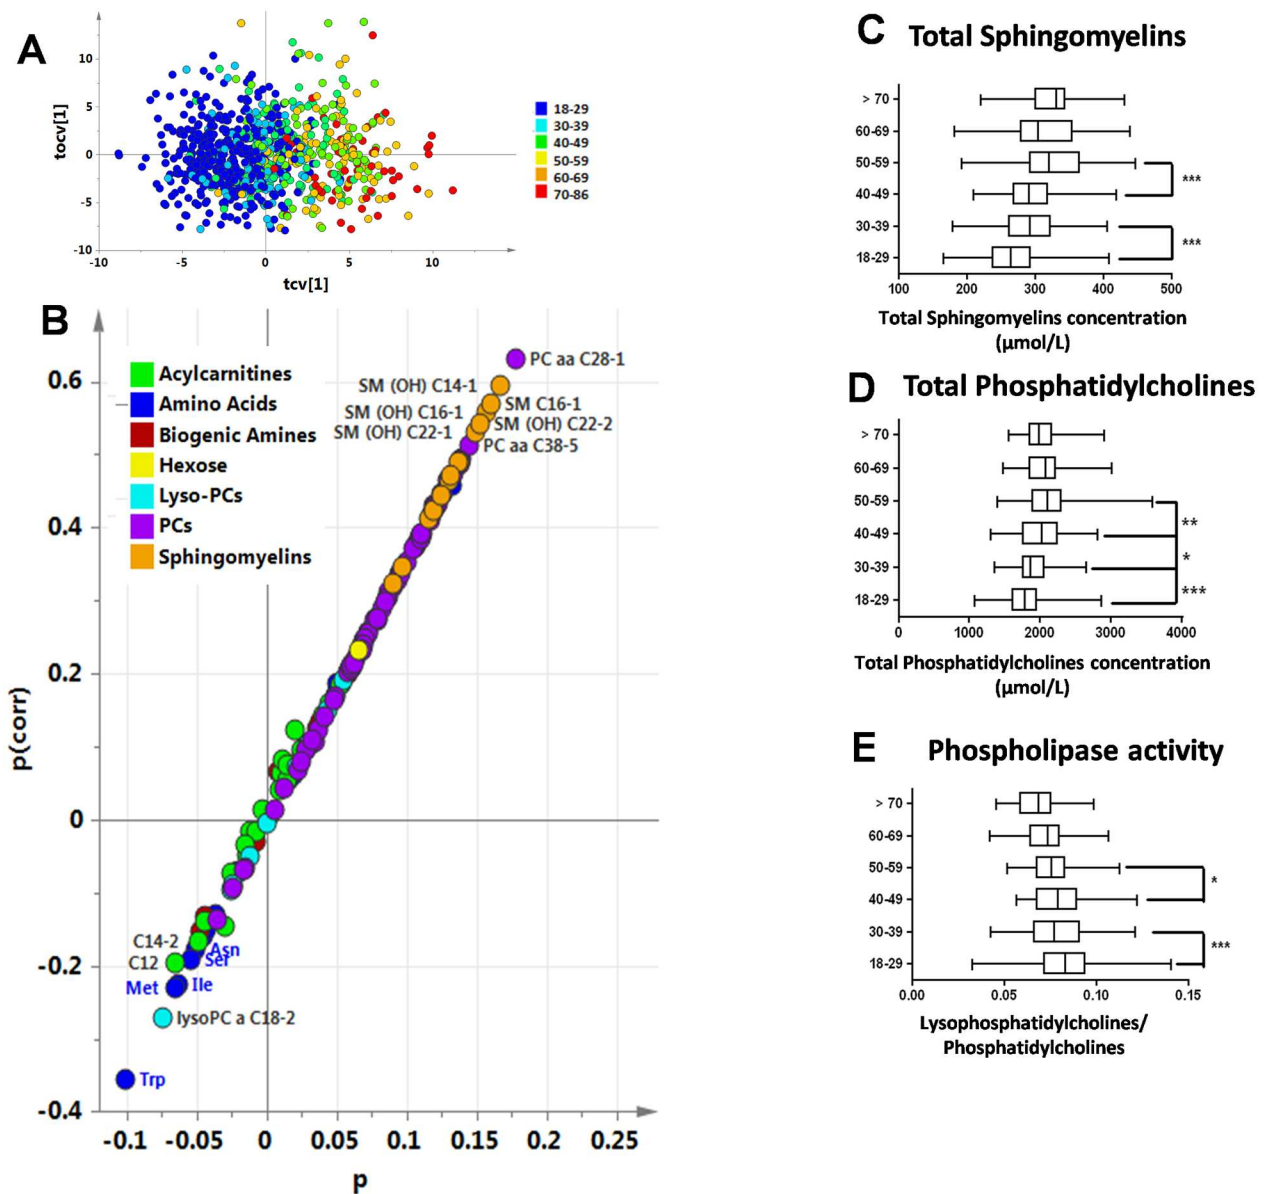 A
tocv[1]
10
5
0
-5
-10
-10
-5
0
5
10
tcv[1]
18-29
30-39
40-49
50-59
60-69
70-86
B
p(corr)
0.6
0.4
0.2
0
-0.2
-0.4
-0.1
-0.05
0
0.05
0.1
0.15
0.2
0.25
p
Acylcarnitines
Amino Acids
Biogenic Amines
Hexose
Lyso-PCs
PCs
Sphingomyelins
PC aa C28-1
SM (OH) C14-1
SM C16-1
SM (OH) C16-1
SM (OH) C22-2
SM (OH) C22-1
PC aa C38-5
C14-2
Asn
Ser
C12
Ile
Met
lysoPC a C18-2
Trp
C
Total Sphingomyelins
> 70
60-69
50-59
40-49
30-39
18-29
***
***
100
200
300
400
500
Total Sphingomyelins concentration
(µmol/L)
D
Total Phosphatidylcholines
> 70
60-69
50-59
40-49
30-39
18-29
**
*
***
0
1000
2000
3000
4000
Total Phosphatidylcholines concentration
(µmol/L)
E
Phospholipase activity
> 70
60-69
50-59
40-49
30-39
18-29
*
***
0.00
0.05
0.10
0.15
Lysophosphatidylcholines/
Phosphatidylcholines